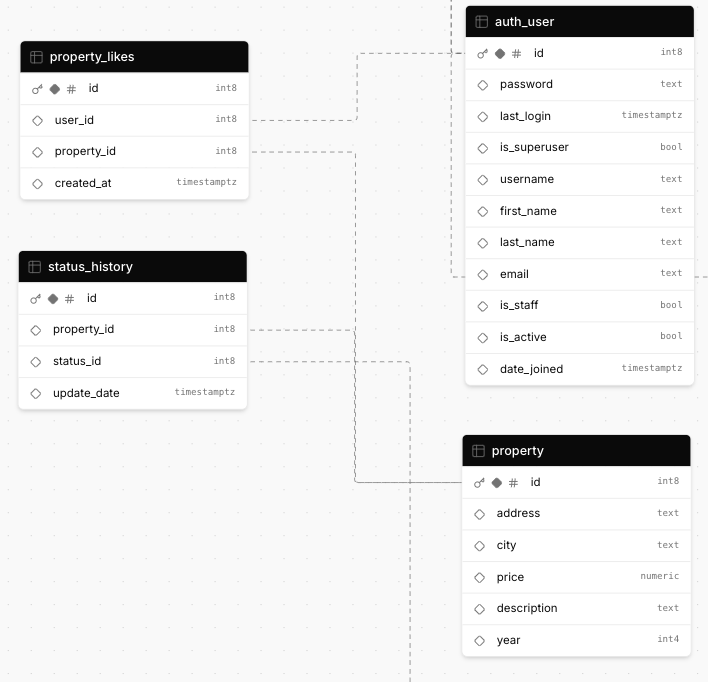 property_likes
# id int8
user_id int8
property_id int8
created_at timestamptz
status_history
# id int8
property_id int8
status_id int8
update_date timestamptz
auth_user
# id int8
password text
last_login timestamptz
is_superuser bool
username text
first_name text
last_name text
email text
is_staff bool
is_active bool
date_joined timestamptz
property
# id int8
address text
city text
price numeric
description text
year int4